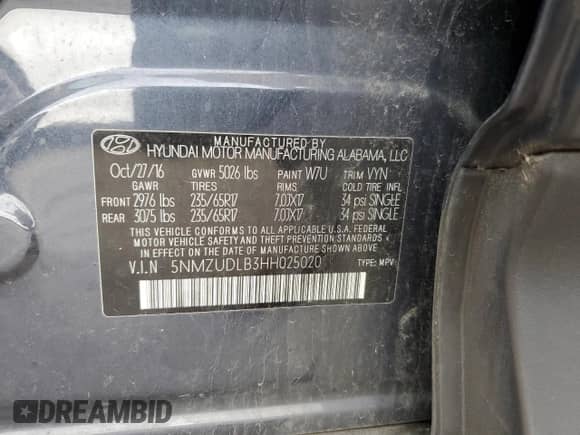 MANUFACTURED BY
HYUNDAI MOTOR MANUFACTURING ALABAMA, LLC
Oct/27/16 GVWR 5026 lbs PAINT W7U TRIM VYN
GAWR TIRES RIMS COLD TIRE INFL
FRONT 2976 lbs 235/65R17 7.0JX17 34 psi SINGLE
REAR 3075 lbs 235/65R17 7.0JX17 34 psi SINGLE
THIS VEHICLE CONFORMS TO ALL APPLICABLE FEDERAL
MOTOR VEHICLE SAFETY AND THEFT PREVENTION STANDARDS
IN EFFECT ON THE DATE OF MANUFACTURE SHOWN ABOVE.
V.I.N 5NMZUDLB3HH025020 TYPE: MPV
DREAMBID